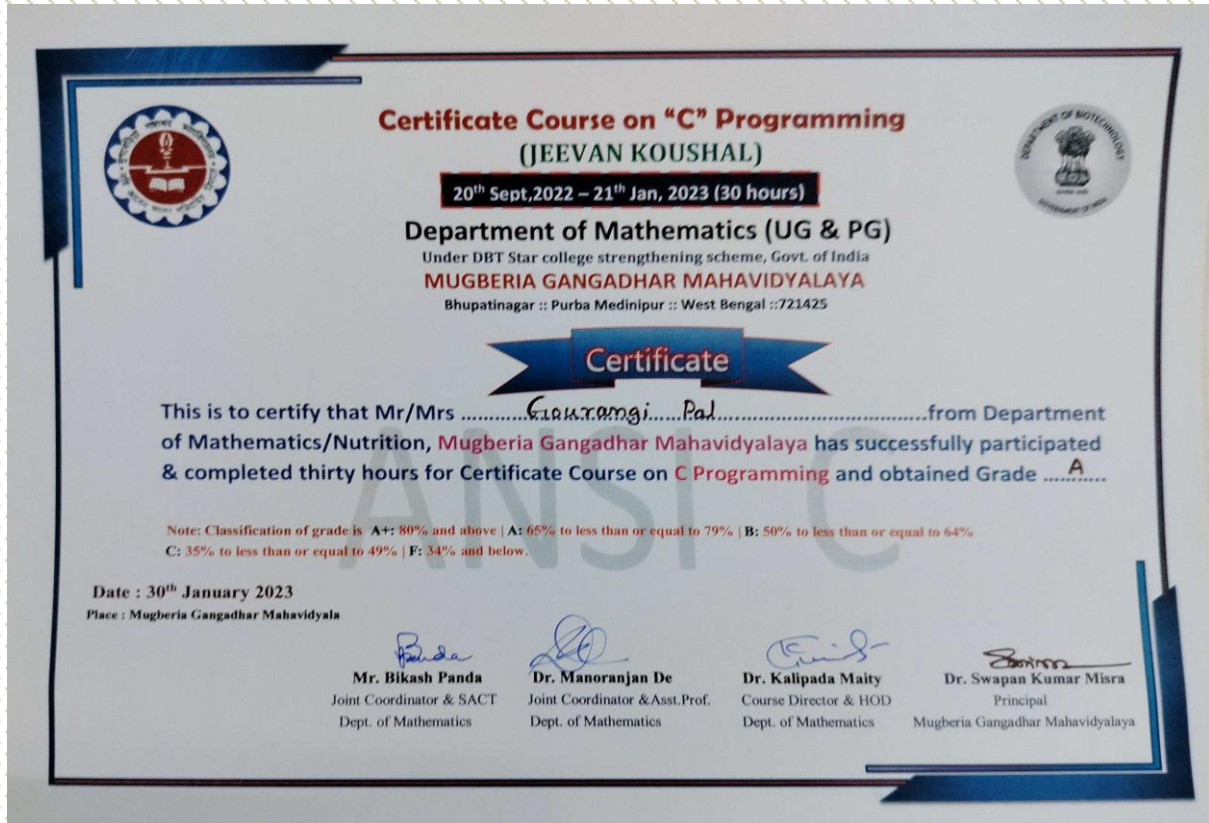 Certificate Course on “C” Programming
(JEEVAN KOUSHAL)
20th Sept,2022 – 21th Jan, 2023 (30 hours)
DEPARTMENT OF BIOTECHNOLOGY
GOVERNMENT OF INDIA
Department of Mathematics (UG & PG)
Under DBT Star college strengthening scheme, Govt. of India
MUGBERIA GANGADHAR MAHAVIDYALAYA
Bhupatinagar :: Purba Medinipur :: West Bengal ::721425
Certificate
This is to certify that Mr/Mrs ...........Gourangi.....Pal...................................from Department
of Mathematics/Nutrition, Mugberia Gangadhar Mahavidyalaya has successfully participated
& completed thirty hours for Certificate Course on C Programming and obtained Grade .....A.....
ANSI C
Note: Classification of grade is A+: 80% and above | A: 65% to less than or equal to 79% | B: 50% to less than or equal to 64%
C: 35% to less than or equal to 49% | F: 34% and below.
Date : 30th January 2023
Place : Mugberia Gangadhar Mahavidyala
Mr. Bikash Panda Dr. Manoranjan De Dr. Kalipada Maity Dr. Swapan Kumar Misra
Joint Coordinator & SACT Joint Coordinator &Asst.Prof. Course Director & HOD Principal
Dept. of Mathematics Dept. of Mathematics Dept. of Mathematics Mugberia Gangadhar Mahavidyalaya